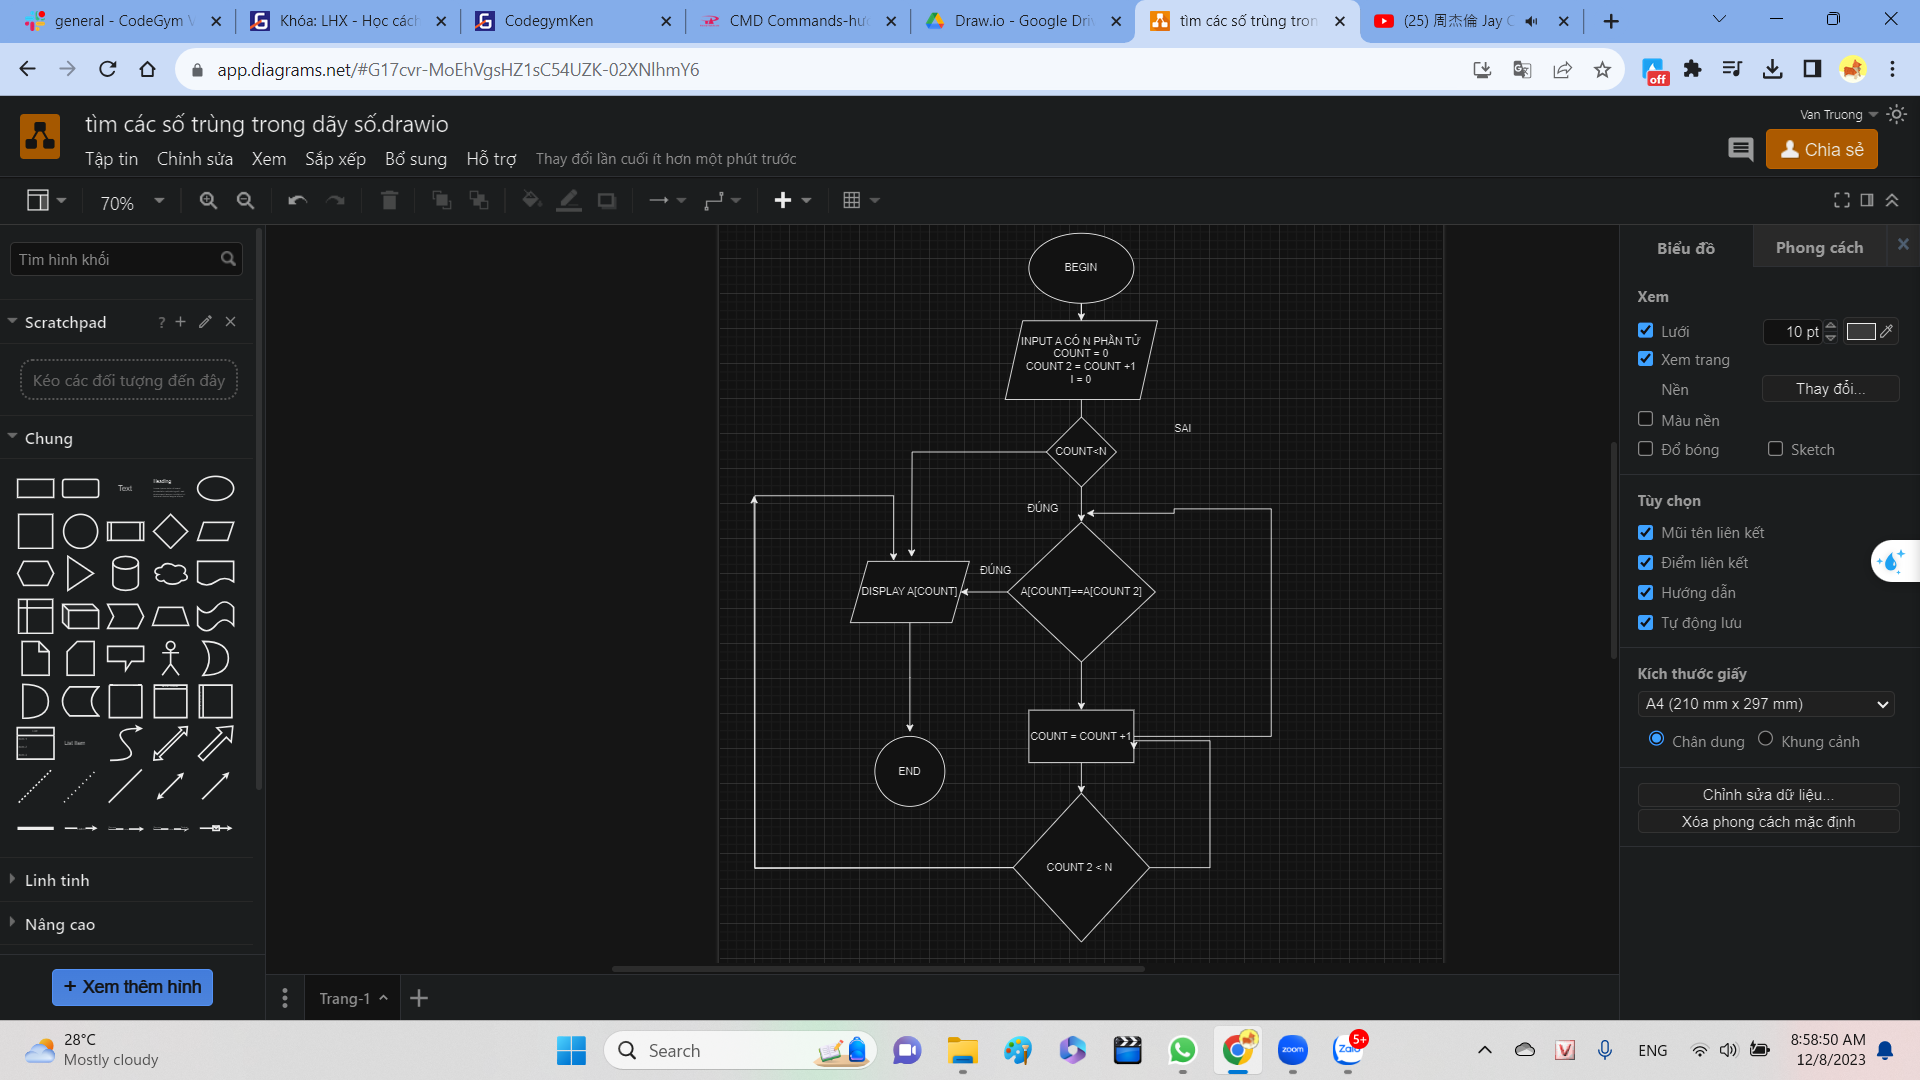 general - CodeGym V
Khóa: LHX - Học cách
CodegymKen
CMD Commands-hướ
Draw.io - Google Driv
tìm các số trùng tron
(25) 周杰倫 Jay C
app.diagrams.net/#G17cvr-MoEhVgsHZ1sC54UZK-02XNlhmY6
off
tìm các số trùng trong dãy số.drawio
Van Truong
Tập tin Chỉnh sửa Xem Sắp xếp Bổ sung Hỗ trợ Thay đổi lần cuối ít hơn một phút trước
Chia sẻ
70%
Tìm hình khối
Scratchpad ?
Kéo các đối tượng đến đây
Chung
Text
Heading
List Item
Linh tinh
Nâng cao
+ Xem thêm hình
BEGIN
INPUT A CÓ N PHẦN TỬ
COUNT = 0
COUNT 2 = COUNT +1
I = 0
SAI
COUNT<N
ĐÚNG
ĐÚNG
DISPLAY A[COUNT]
A[COUNT]==A[COUNT 2]
COUNT = COUNT +1
END
COUNT 2 < N
Trang-1
Biểu đồ
Phong cách
Xem
Lưới
10 pt
Xem trang
Nền
Thay đổi...
Màu nền
Đổ bóng
Sketch
Tùy chọn
Mũi tên liên kết
Điểm liên kết
Hướng dẫn
Tự động lưu
Kích thước giấy
A4 (210 mm x 297 mm)
Chân dung
Khung cảnh
Chỉnh sửa dữ liệu...
Xóa phong cách mặc định
28°C
Mostly cloudy
Search
zoom
Zalo
5+
V
ENG
8:58:50 AM
12/8/2023